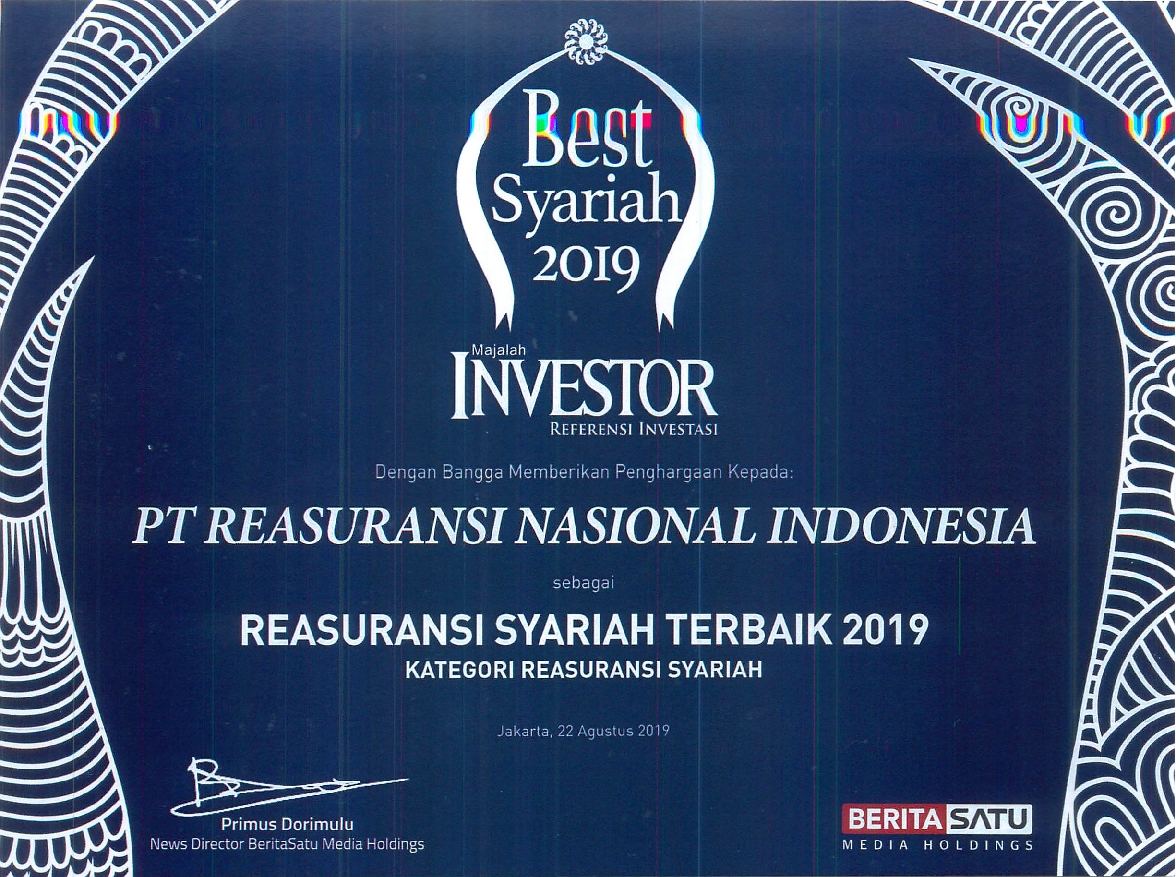 Best
Syariah
2019
Majalah
INVESTOR
REFERENSI INVESTASI
Dengan Bangga Memberikan Penghargaan Kepada:
PT REASURANSI NASIONAL INDONESIA
sebagai
REASURANSI SYARIAH TERBAIK 2019
KATEGORI REASURANSI SYARIAH
Jakarta, 22 Agustus 2019
Primus Dorimulu
News Director BeritaSatu Media Holdings
BERITA SATU
MEDIA HOLDINGS